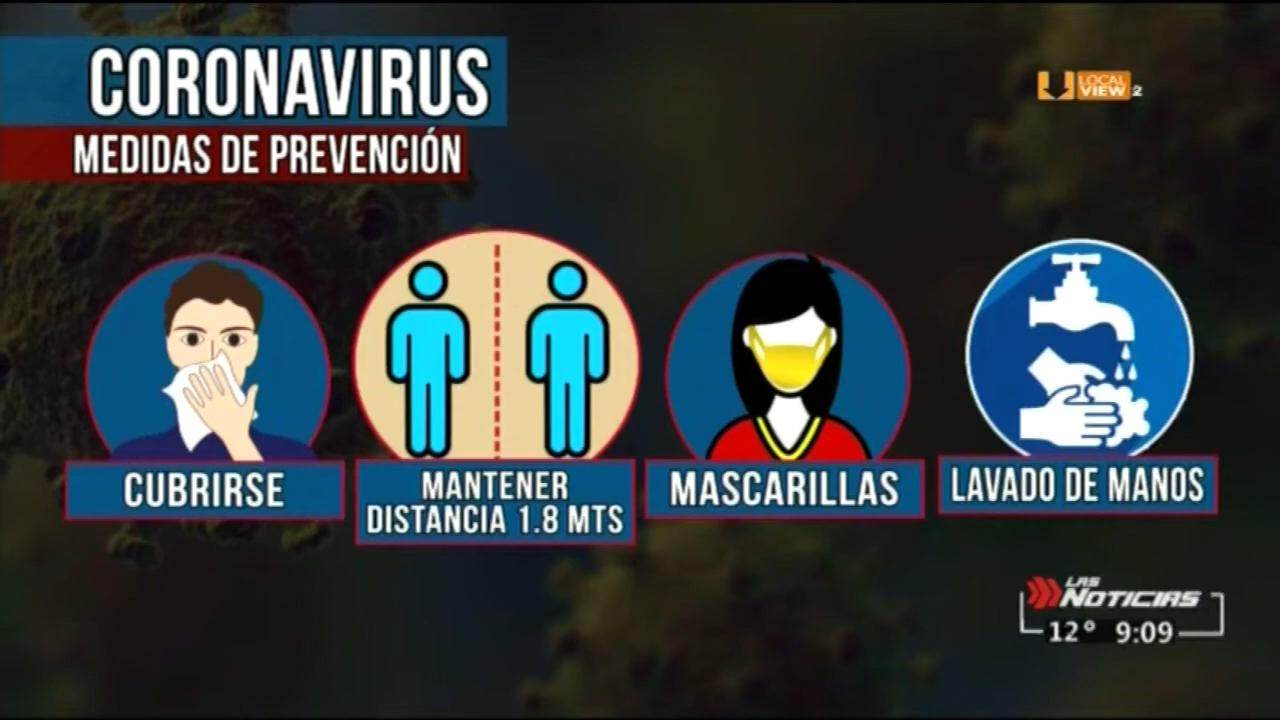 CORONAVIRUS
MEDIDAS DE PREVENCIÓN
LOCAL
VIEW 2
CUBRIRSE
MANTENER
DISTANCIA 1.8 MTS
MASCARILLAS
LAVADO DE MANOS
LAS
NOTICIAS
12° 9:09